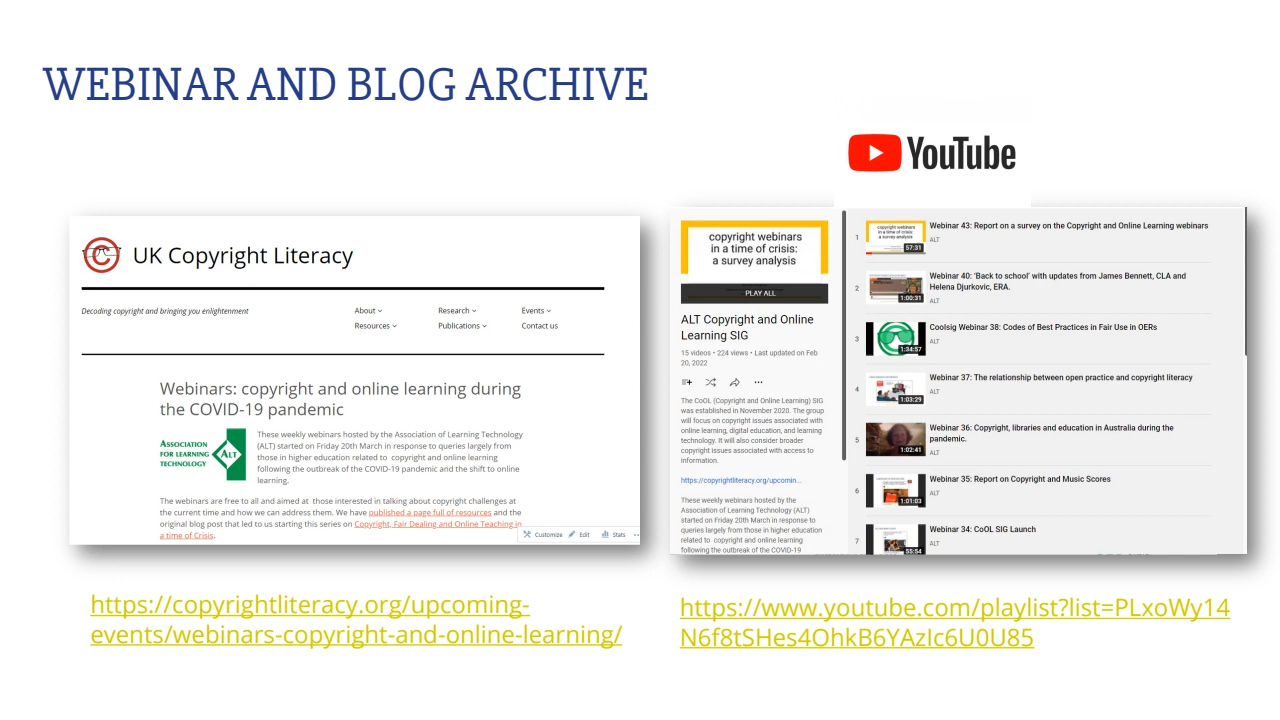 WEBINAR AND BLOG ARCHIVE
YouTube
UK Copyright Literacy
Decoding copyright and bringing you enlightenment
About
Research
Events
Resources
Publications
Contact us
Webinars: copyright and online learning during
the COVID-19 pandemic
ASSOCIATION
FOR LEARNING
TECHNOLOGY
ALT
These weekly webinars hosted by the Association of Learning Technology
(ALT) started on Friday 20th March in response to queries largely from
those in higher education related to copyright and online learning
following the outbreak of the COVID-19 pandemic and the shift to online
learning.
The webinars are free to all and aimed at those interested in talking about copyright challenges at
the current time and how we can address them. We have published a page full of resources and the
original blog post that led to us starting this series on Copyright, Fair Dealing and Online Teaching in
a time of Crisis.
Customize
Edit
Stats
copyright webinars
in a time of crisis:
a survey analysis
PLAY ALL
ALT Copyright and Online
Learning SIG
15 videos • 224 views • Last updated on Feb
20, 2022
The CoOL (Copyright and Online Learning) SIG
was established in November 2020. The group
will focus on copyright issues associated with
online learning, digital education, and learning
technology. It will also consider broader
copyright issues associated with access to
information.
https://copyrightliteracy.org/upcomin...
These weekly webinars hosted by the
Association of Learning Technology (ALT)
started on Friday 20th March in response to
queries largely from those in higher education
related to copyright and online learning
following the outbreak of the COVID-19
1
copyright webinars
in a time of crisis:
a survey analysis
57:31
Webinar 43: Report on a survey on the Copyright and Online Learning webinars
ALT
2
1:00:31
Webinar 40: 'Back to school' with updates from James Bennett, CLA and
Helena Djurkovic, ERA.
ALT
3
1:34:57
Coolsig Webinar 38: Codes of Best Practices in Fair Use in OERs
ALT
4
1:03:29
Webinar 37: The relationship between open practice and copyright literacy
ALT
5
1:02:41
Webinar 36: Copyright, libraries and education in Australia during the
pandemic.
ALT
6
1:01:03
Webinar 35: Report on Copyright and Music Scores
ALT
7
55:54
Webinar 34: CoOL SIG Launch
ALT
https://copyrightliteracy.org/upcoming-
events/webinars-copyright-and-online-learning/
https://www.youtube.com/playlist?list=PLxoWy14
N6f8tSHes4OhkB6YAzIc6U0U85